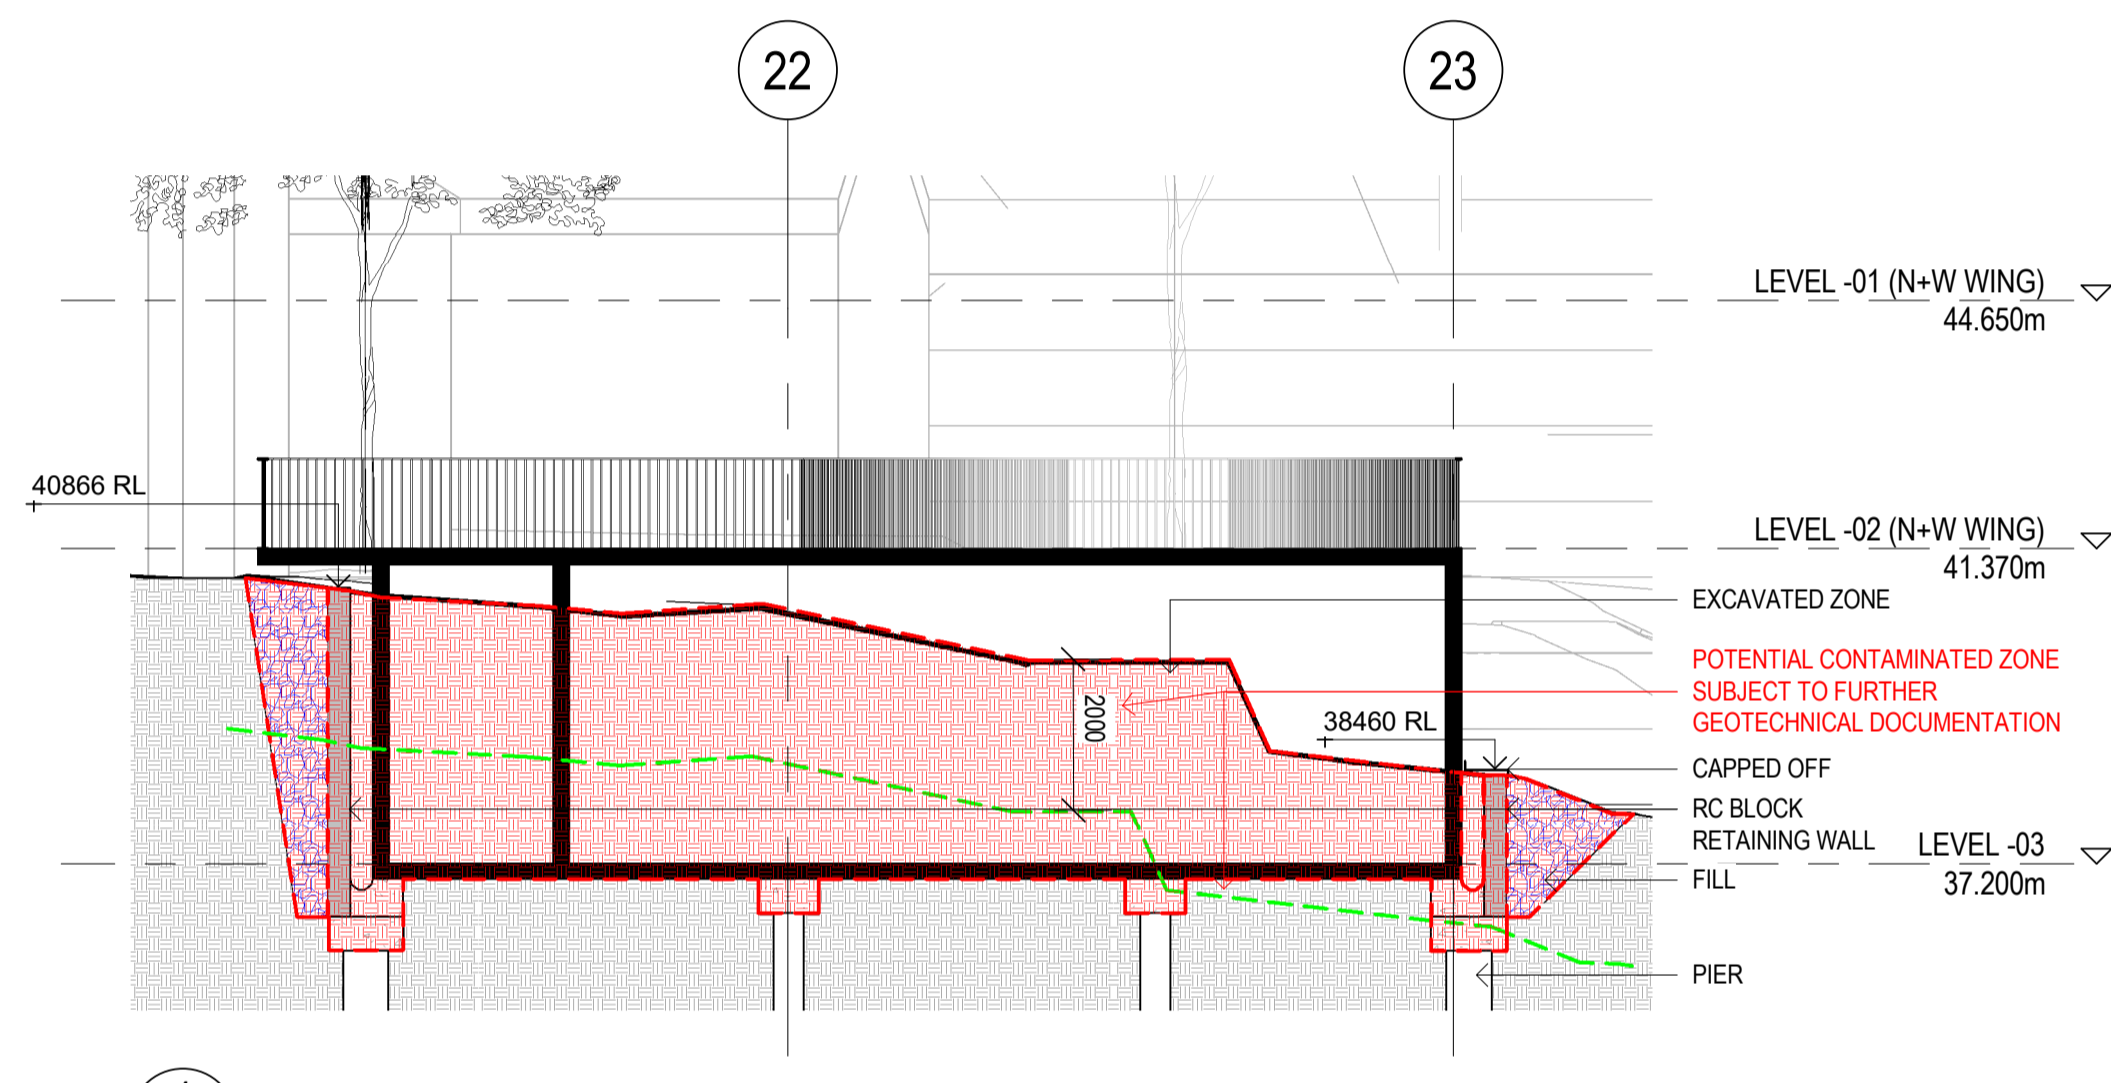 22
23
LEVEL -01 (N+W WING)
44.650m
40866 RL
LEVEL -02 (N+W WING)
41.370m
EXCAVATED ZONE
POTENTIAL CONTAMINATED ZONE
SUBJECT TO FURTHER
GEOTECHNICAL DOCUMENTATION
2000
38460 RL
CAPPED OFF
RC BLOCK
RETAINING WALL
LEVEL -03
37.200m
FILL
PIER